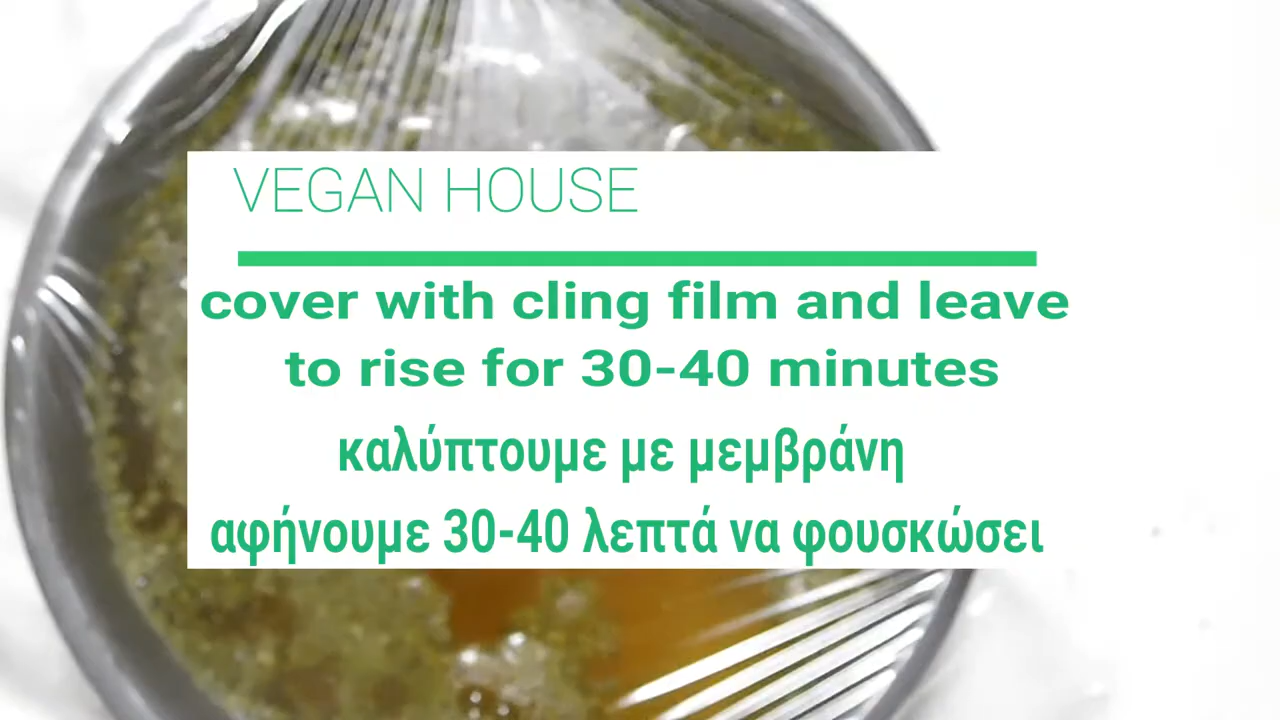 VEGAN HOUSE
cover with cling film and leave
to rise for 30-40 minutes
καλύπτουμε με μεμβράνη
αφήνουμε 30-40 λεπτά να φουσκώσει